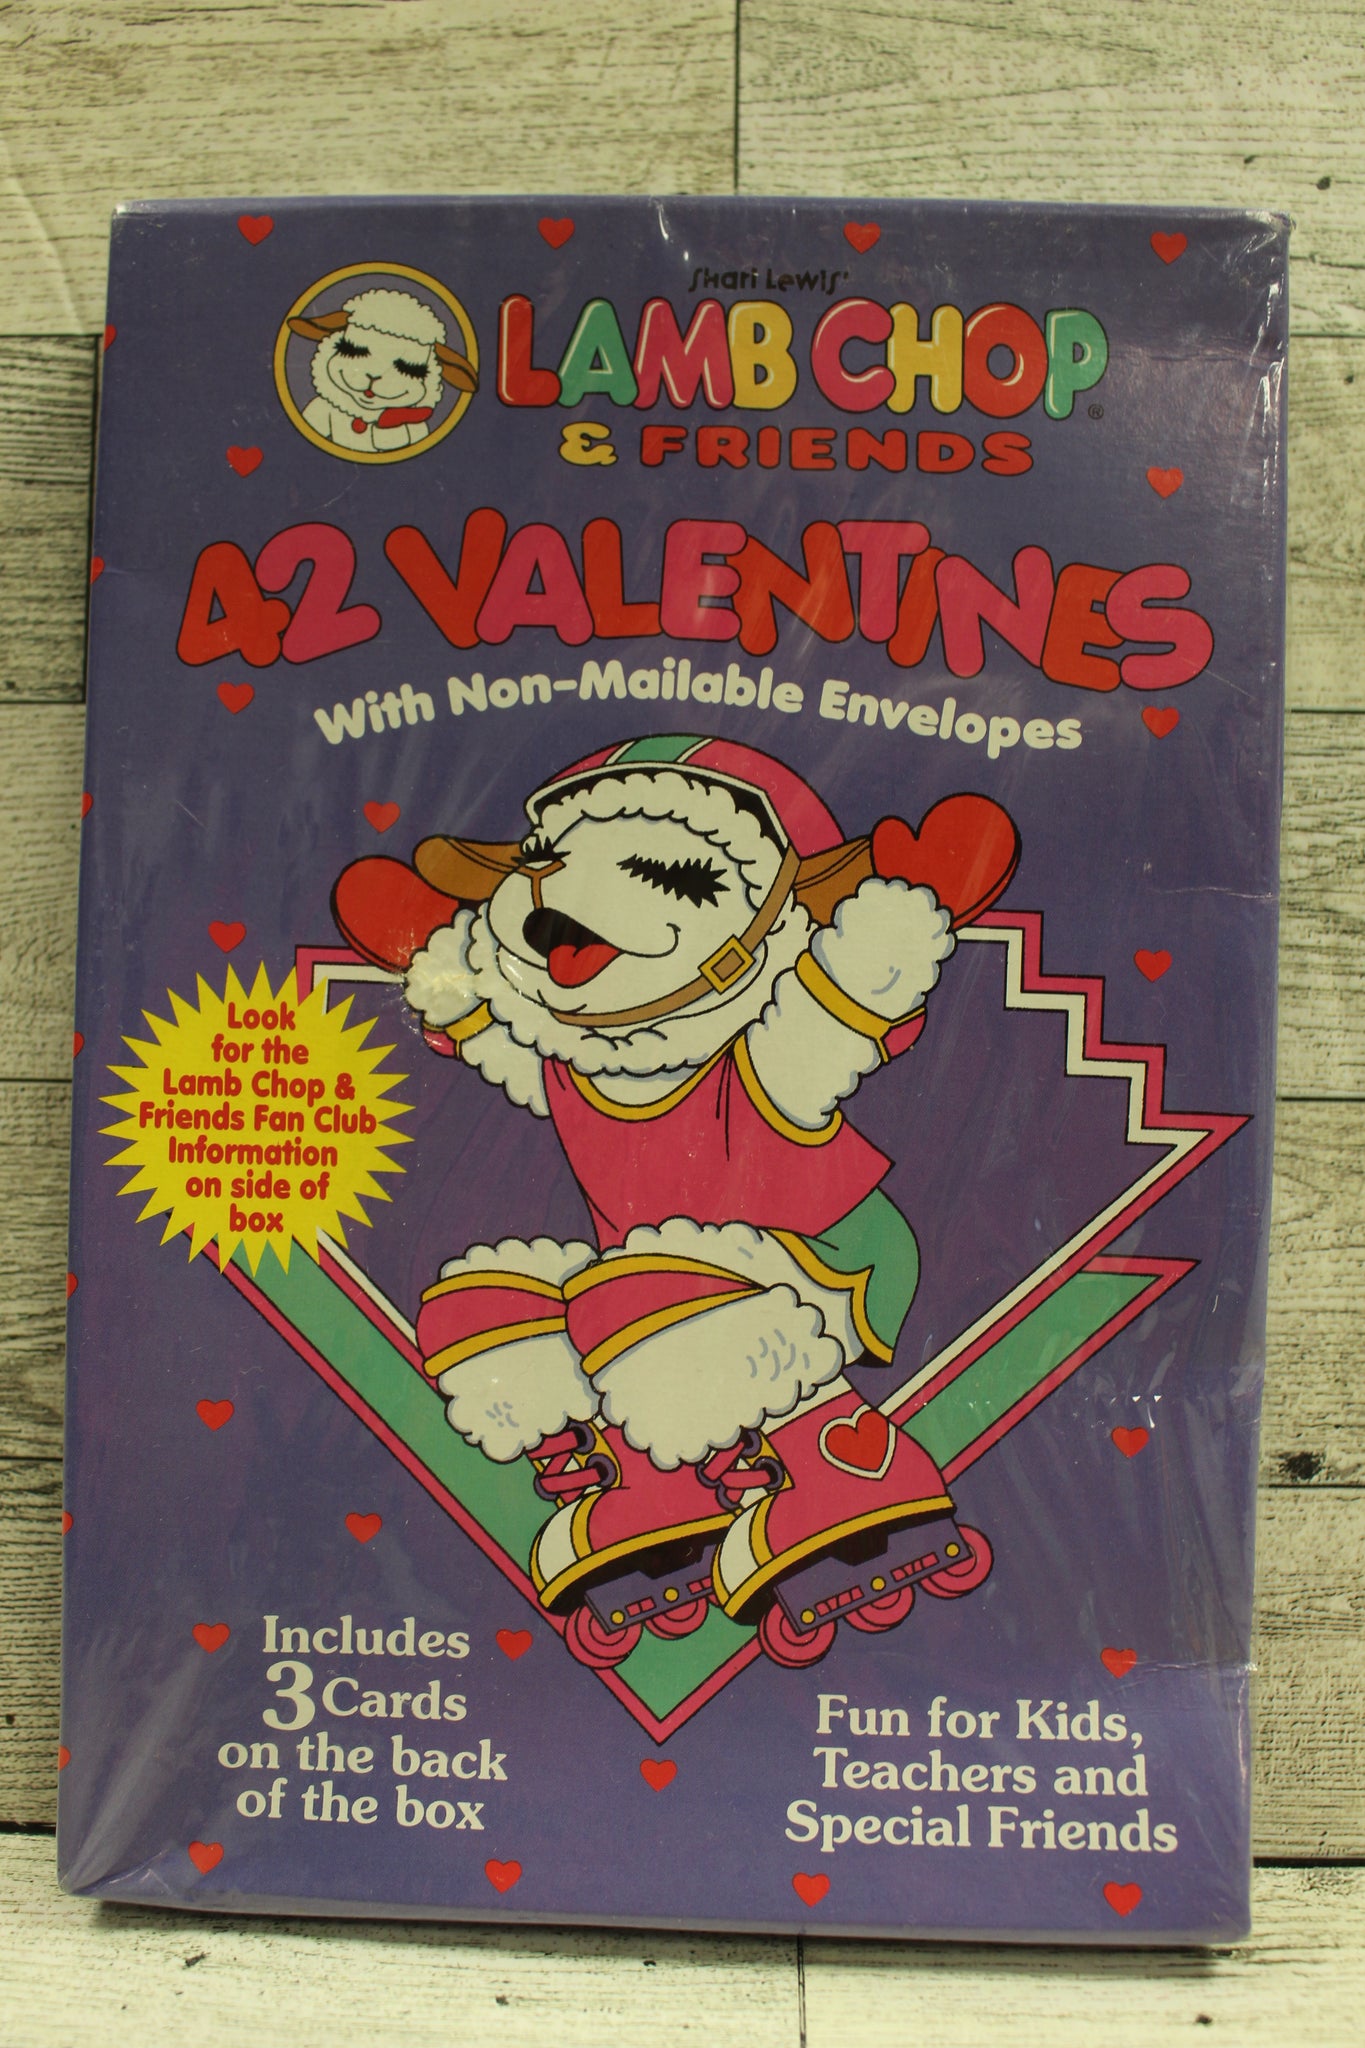 Shari Lewis'
LAMB CHOP®
& FRIENDS
42 VALENTINES
With Non-Mailable Envelopes
Look
for the
Lamb Chop &
Friends Fan Club
Information
on side of
box
Includes
3 Cards
on the back
of the box
Fun for Kids,
Teachers and
Special Friends